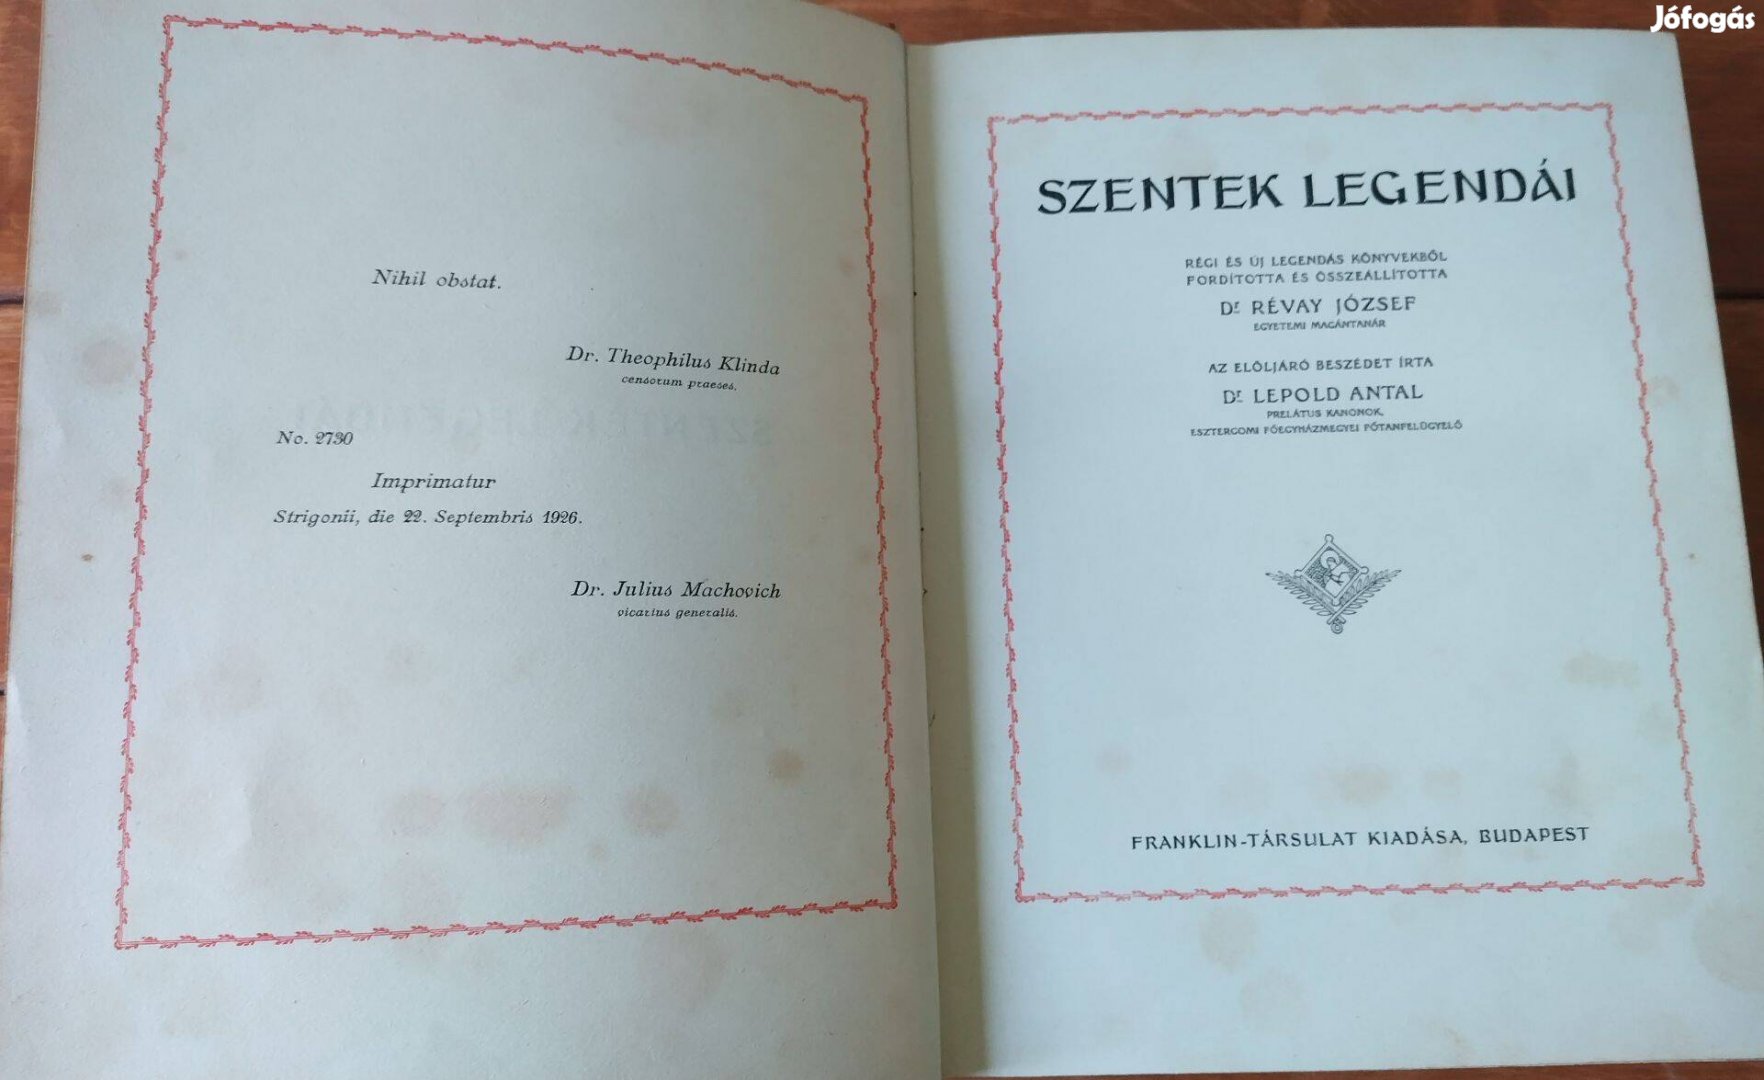 Jófogás
Nihil obstat.
Dr. Theophilus Klinda
censorum praeses.
No. 2730
Imprimatur
Strigonii, die 22. Septembris 1926.
Dr. Julius Machovich
vicarius generalis.
SZENTEK LEGENDÁI
RÉGI ÉS ÚJ LEGENDÁS KÖNYVEKBŐL
FORDÍTOTTA ÉS ÖSSZEÁLLÍTOTTA
Dr RÉVAY JÓZSEF
EGYETEMI MAGÁNTANÁR
AZ ELÖLJÁRÓ BESZÉDET ÍRTA
Dr LEPOLD ANTAL
PRELÁTUS KANONOK,
ESZTERGOMI FŐEGYHÁZMEGYEI FŐTANFELÜGYELŐ
FRANKLIN-TÁRSULAT KIADÁSA, BUDAPEST